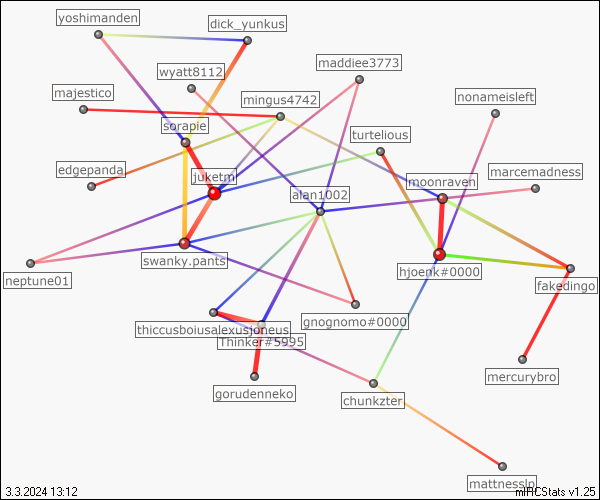 yoshimanden
dick_yunkus
maddiee3773
wyatt8112
majestico
mingus4742
nonameisleft
sorapie
turtelious
edgepanda
juketm
moonraven
marcemadness
alan1002
swanky.pants
hjoenk#0000
neptune01
fakedingo
gnognomo#0000
thiccusboiusalexusjoneus
Thinker#5995
mercurybro
gorudenneko
chunkzter
mattnesslp
3.3.2024 13:12
mIRCStats v1.25